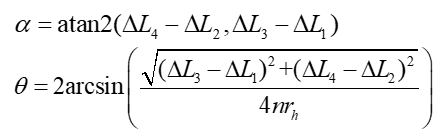 α = atan2(ΔL₄ − ΔL₂, ΔL₃ − ΔL₁)
θ = 2arcsin(√((ΔL₃ − ΔL₁)² + (ΔL₄ − ΔL₂)²) / 4nr_h)